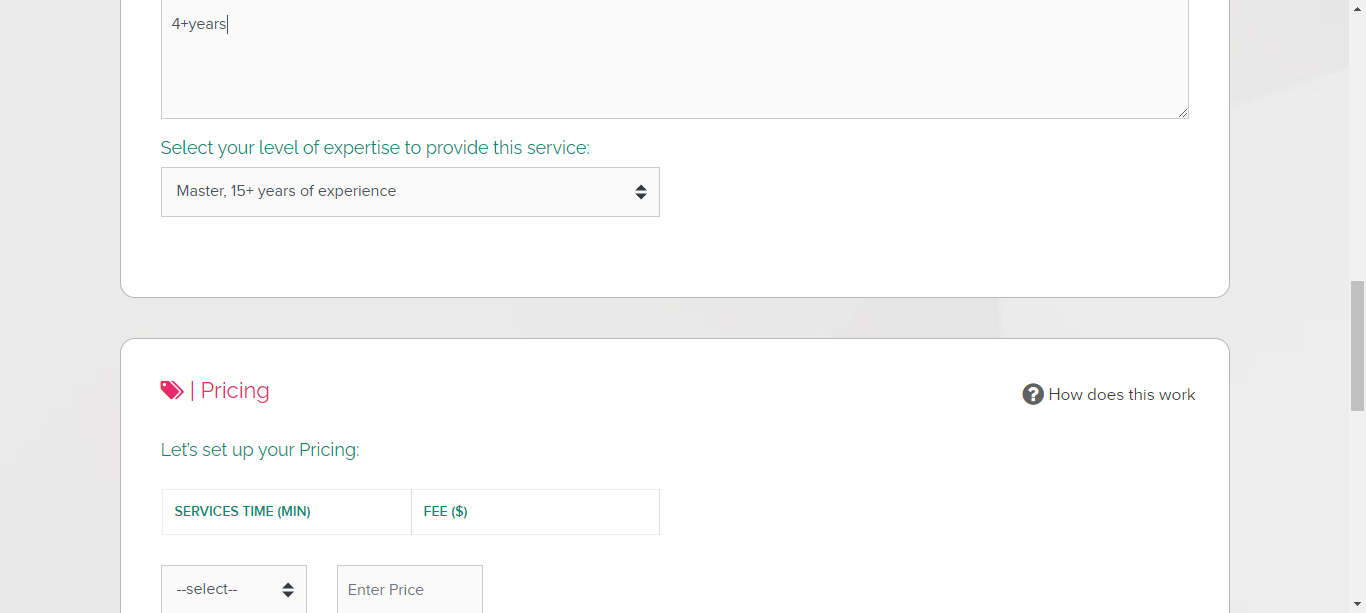 4+years
Select your level of expertise to provide this service:
Master, 15+ years of experience
| Pricing
? How does this work
Let's set up your Pricing:
SERVICES TIME (MIN) FEE ($)
--select-- Enter Price